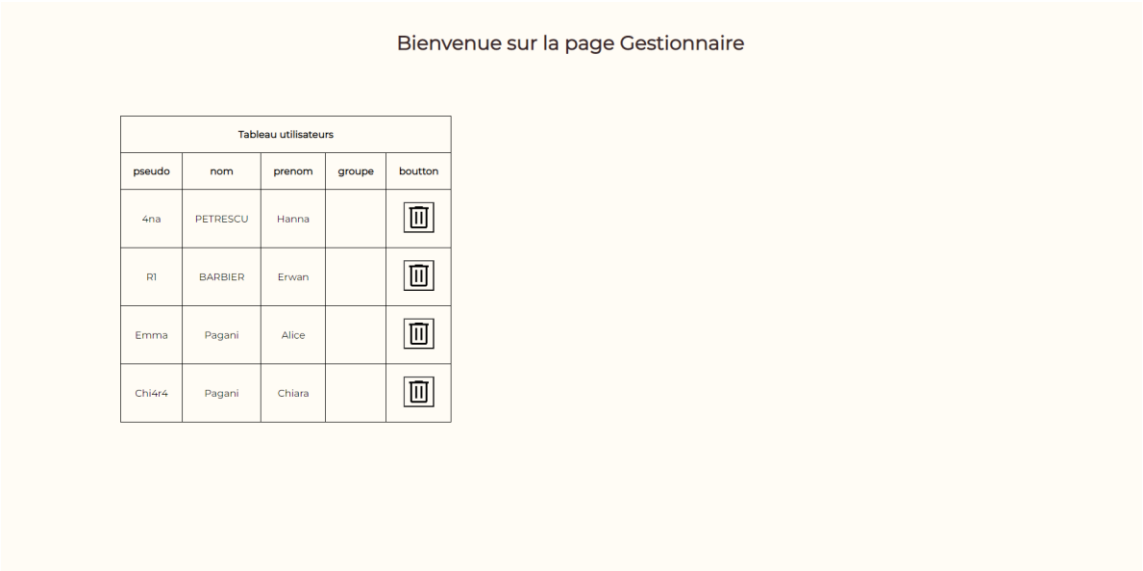 Bienvenue sur la page Gestionnaire
Tableau utilisateurs
pseudo nom prenom groupe boutton
4na PETRESCU Hanna
R1 BARBIER Erwan
Emma Pagani Alice
Chi4r4 Pagani Chiara